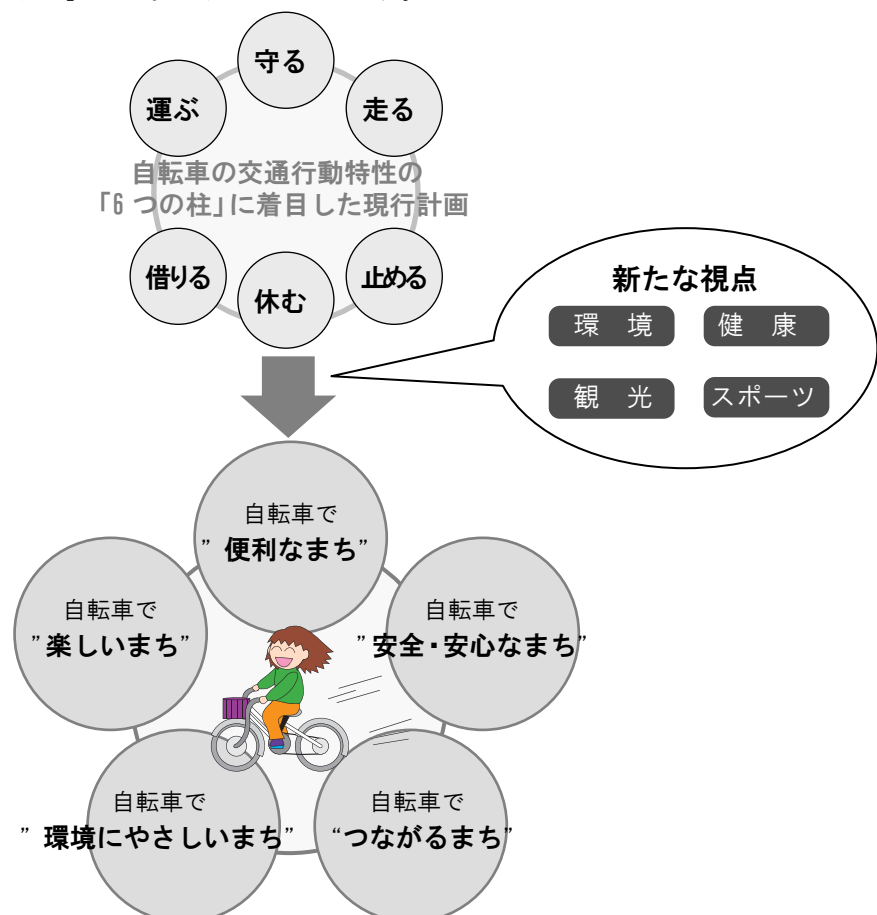 守る
運ぶ
走る
自転車の交通行動特性の
「6つの柱」に着目した現行計画
借りる
休む
止める
新たな視点
環 境
健 康
観 光
スポーツ
自転車で
”便利なまち”
自転車で
”楽しいまち”
自転車で
”安全・安心なまち”
自転車で
”環境にやさしいまち”
自転車で
“つながるまち”